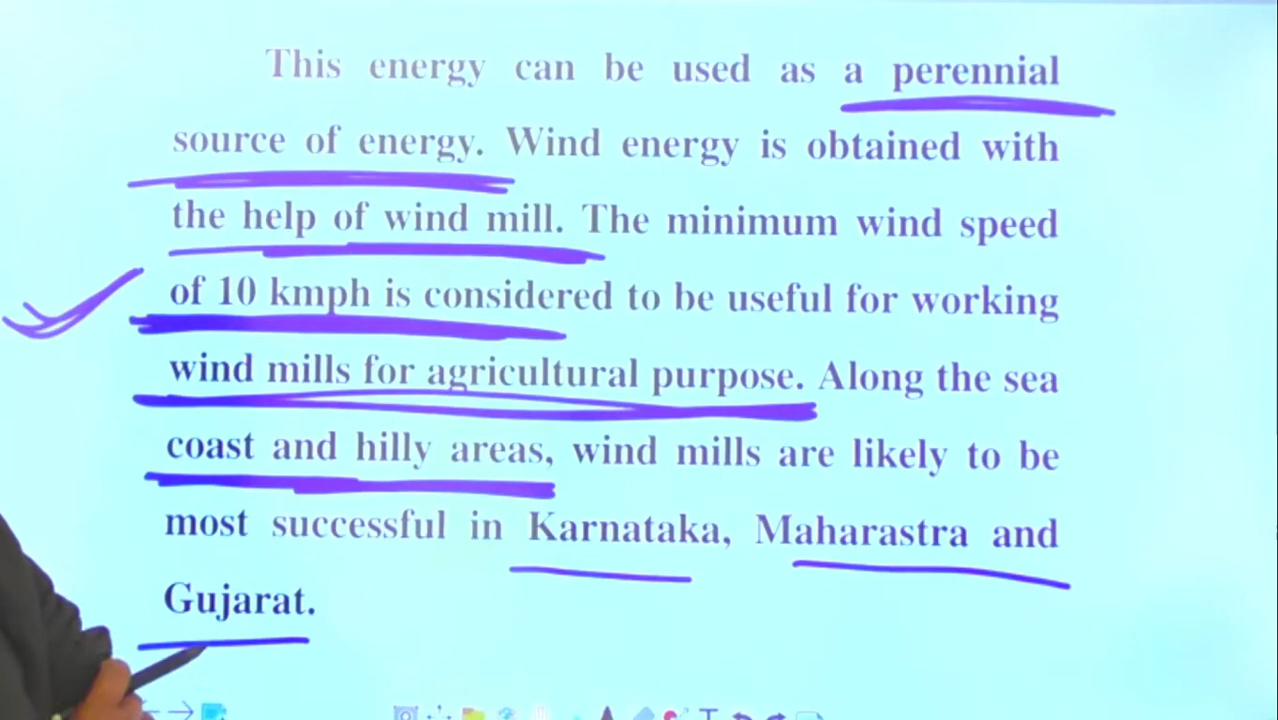 This energy can be used as a perennial
source of energy. Wind energy is obtained with
the help of wind mill. The minimum wind speed
of 10 kmph is considered to be useful for working
wind mills for agricultural purpose. Along the sea
coast and hilly areas, wind mills are likely to be
most successful in Karnataka, Maharastra and
Gujarat.